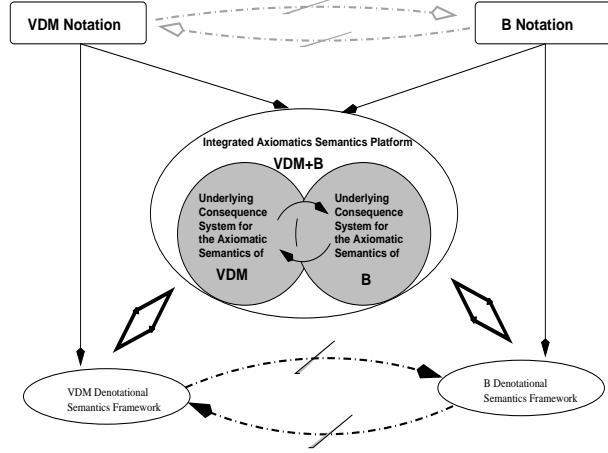 VDM Notation
B Notation
Integrated Axiomatics Semantics Platform
VDM+B
Underlying
Consequence
System for
the Axiomatic
Semantics of
VDM
Underlying
Consequence
System for
the Axiomatic
Semantics of
B
VDM Denotational
Semantics Framework
B Denotational
Semantics Framework